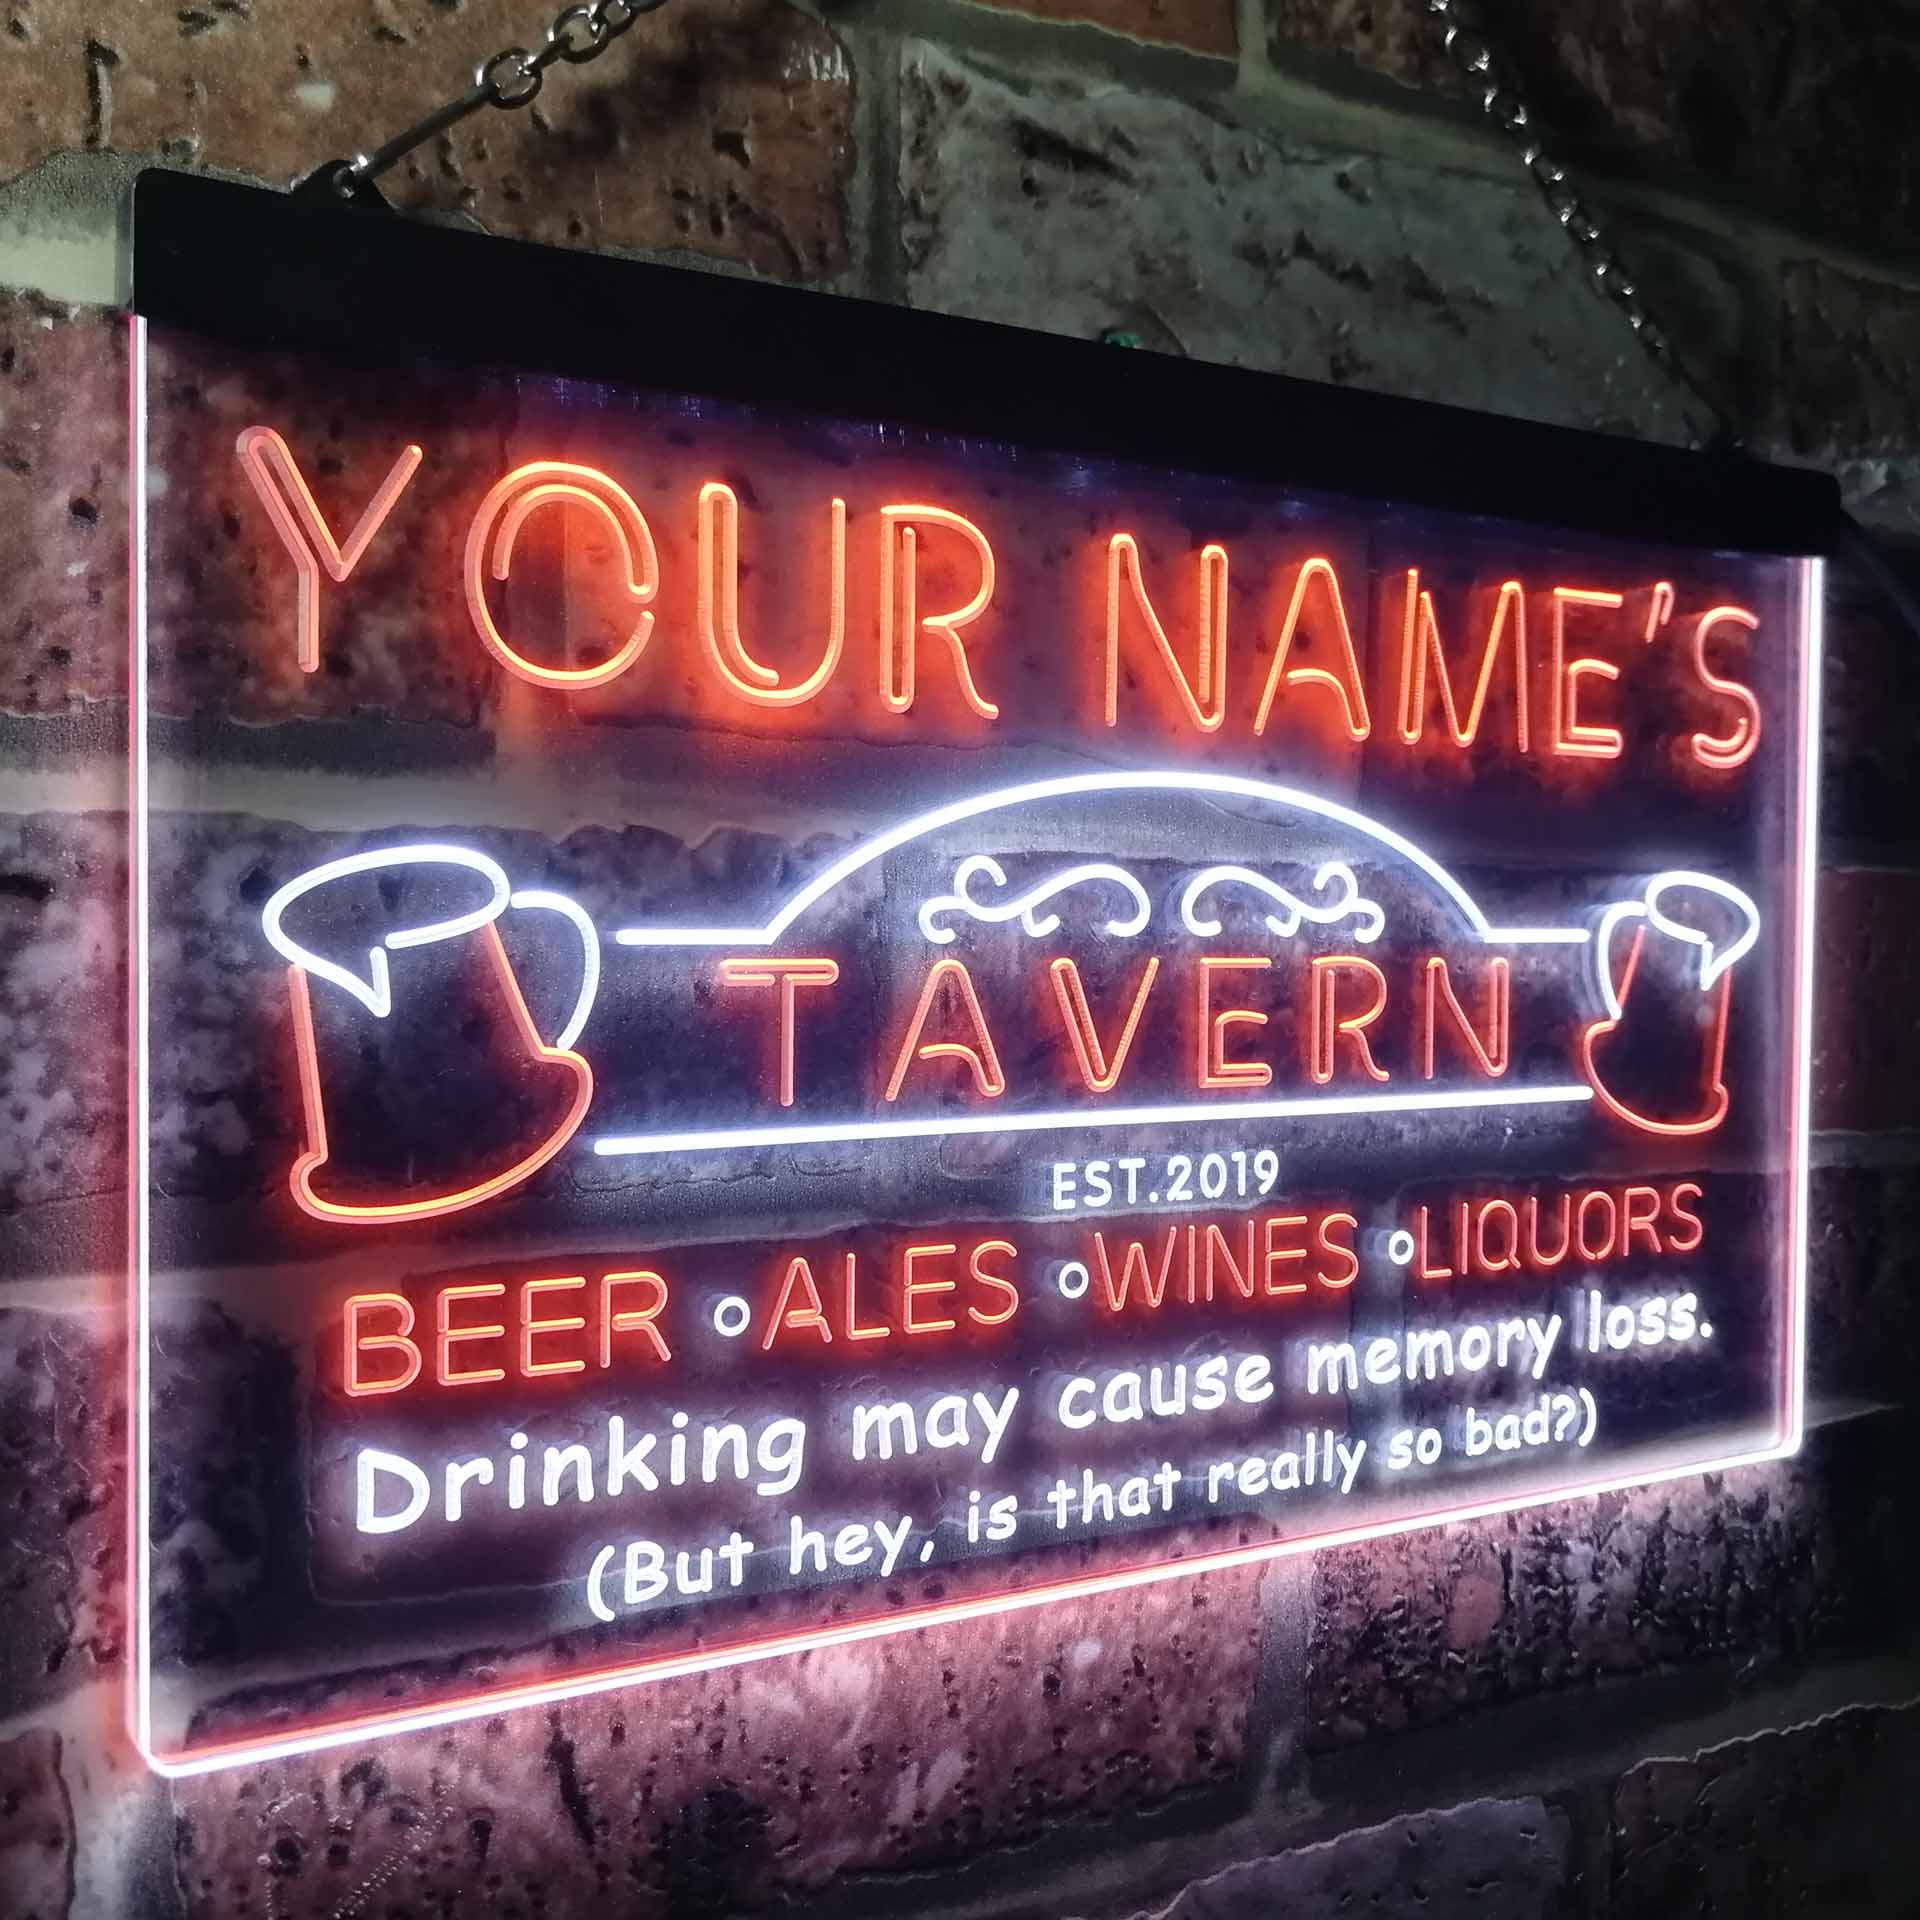 YOUR NAME'S
TAVERN
EST.2019
BEER ∘ ALES ∘ WINES ∘ LIQUORS
Drinking may cause memory loss.
(But hey, is that really so bad?)